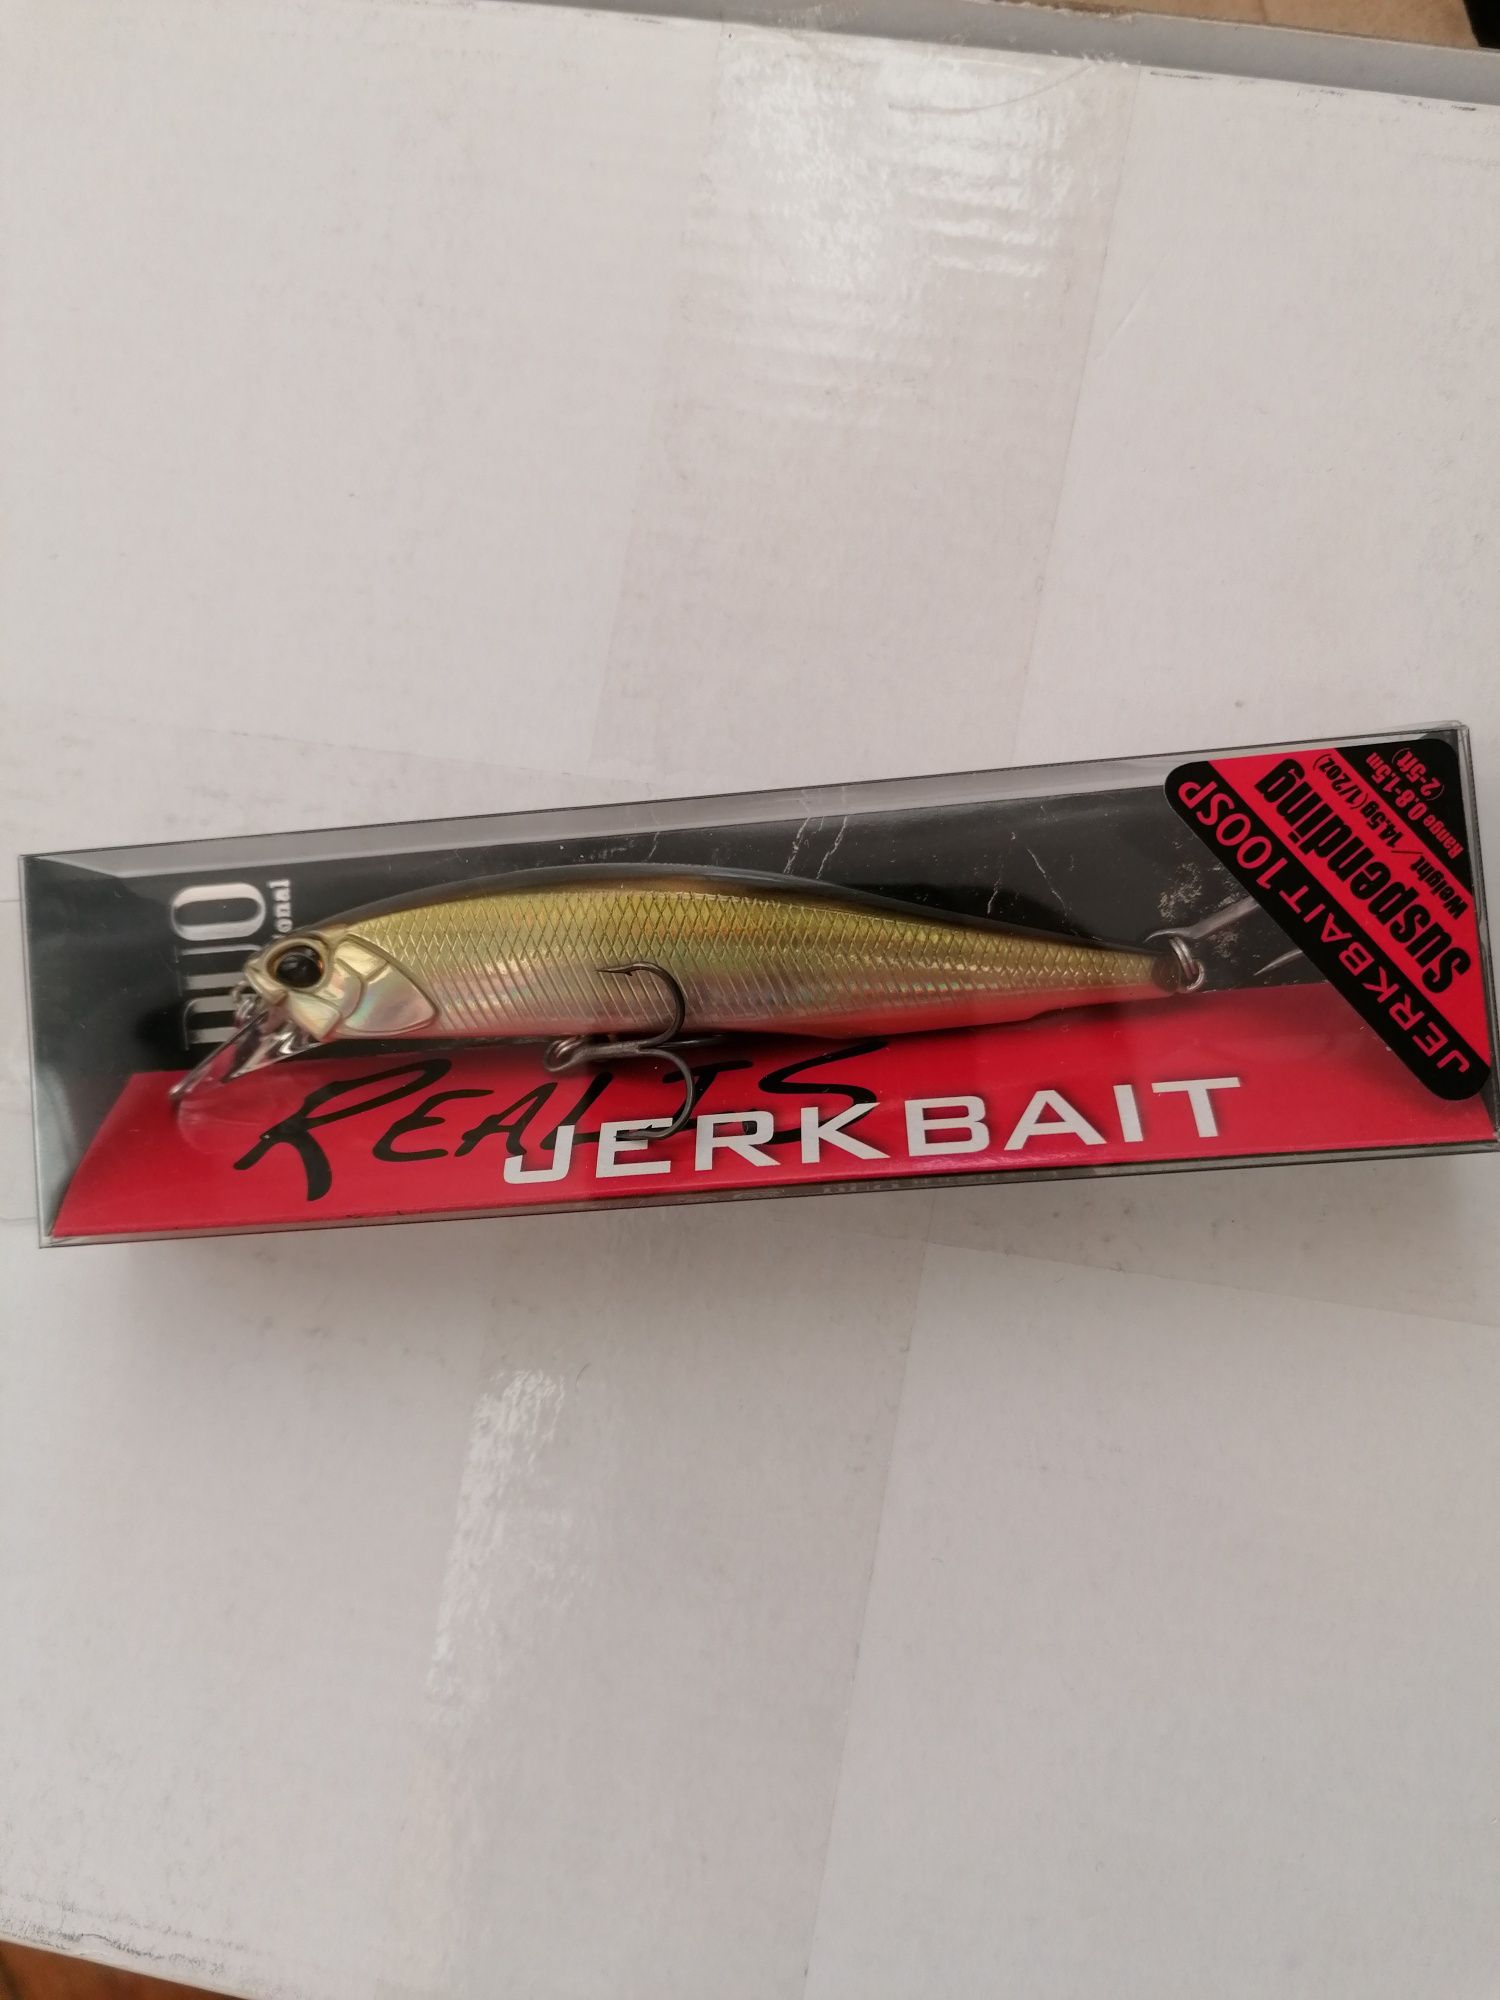 DUO
REALIS
JERKBAIT
JERKBAIT 100SP
Suspending
Weight / 14.5g (1/2oz)
Range 0.8-1.5m
(2-5ft)